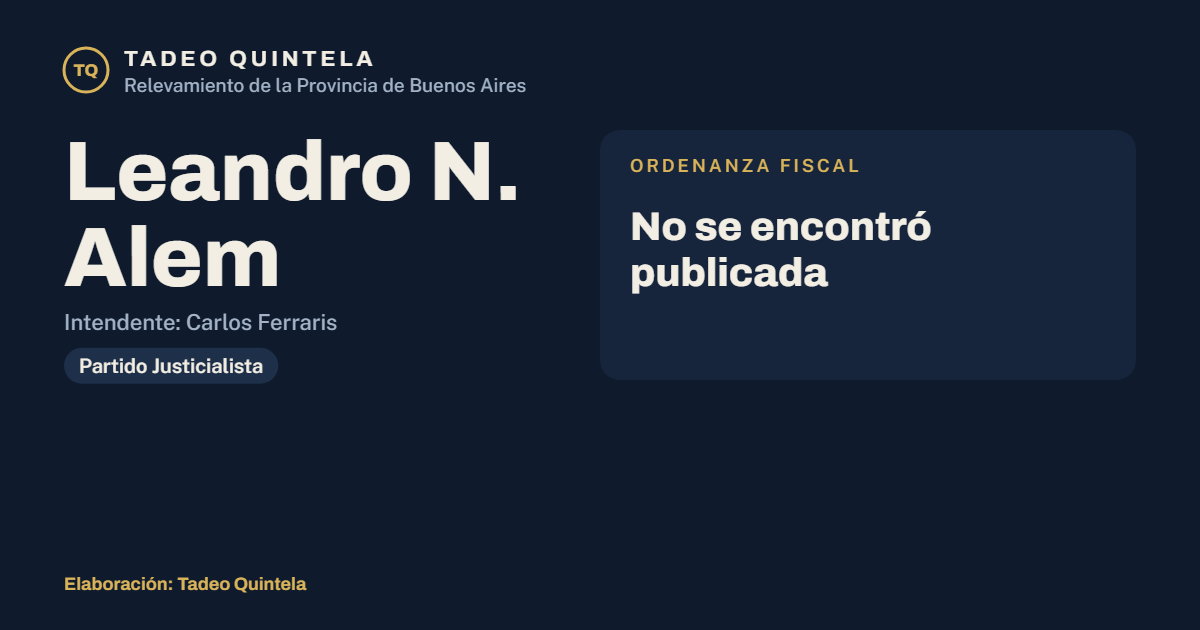 TQ
TADEO QUINTELA
Relevamiento de la Provincia de Buenos Aires
Leandro N.
Alem
Intendente: Carlos Ferraris
Partido Justicialista
ORDENANZA FISCAL
No se encontró
publicada
Elaboración: Tadeo Quintela